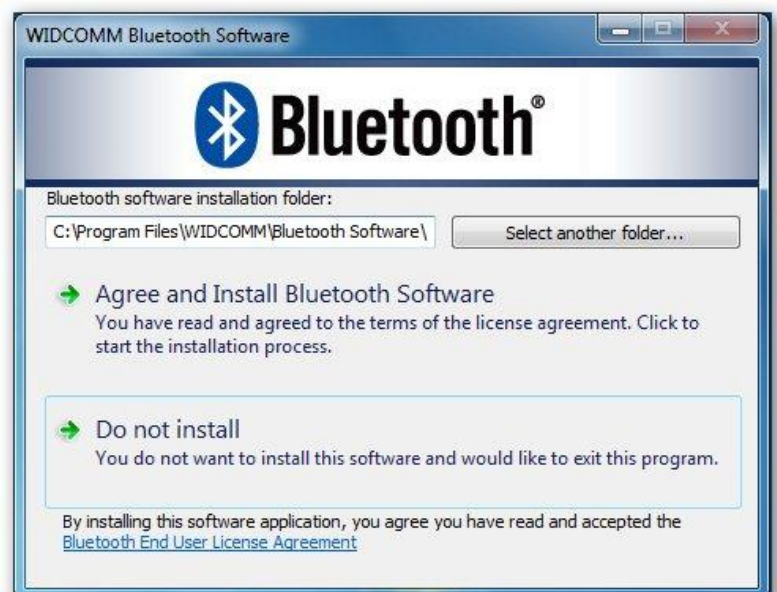 WIDCOMM Bluetooth Software
Bluetooth®
Bluetooth software installation folder:
C:\Program Files\WIDCOMM\Bluetooth Software\
Select another folder...
Agree and Install Bluetooth Software
You have read and agreed to the terms of the license agreement. Click to
start the installation process.
Do not install
You do not want to install this software and would like to exit this program.
By installing this software application, you agree you have read and accepted the
Bluetooth End User License Agreement